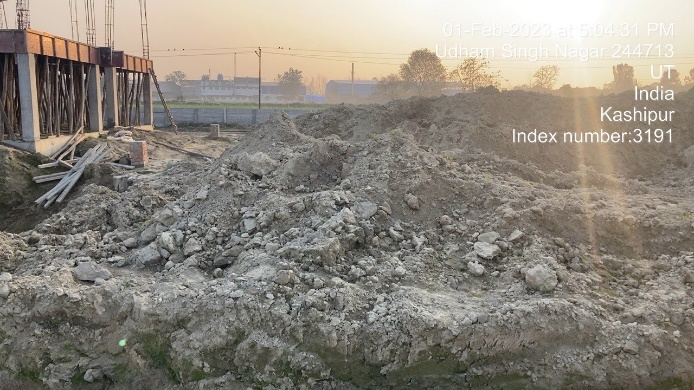 01-Feb-2023 at 5:04:31 PM
Udham Singh Nagar 244713
UT
India
Kashipur
Index number:3191